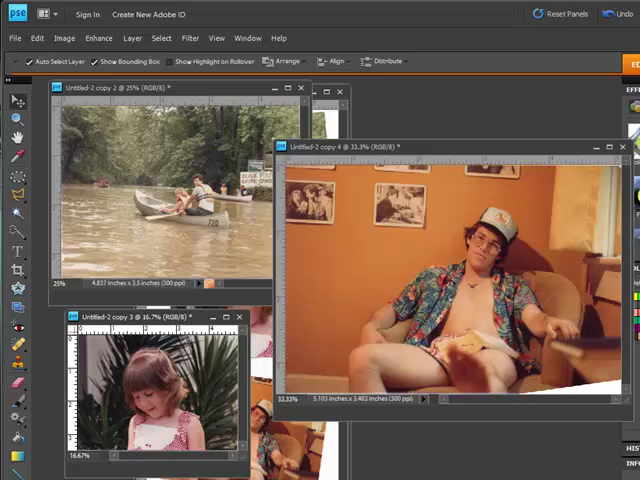 pse
Sign In
Create New Adobe ID
Reset Panels
Undo
File Edit Image Enhance Layer Select Filter View Window Help
Auto Select Layer Show Bounding Box Show Highlight on Rollover Arrange Align Distribute
Untitled-2 copy 2 @ 25% (RGB/8) *
720
25%
4.837 inches x 3.5 inches (300 ppi)
Untitled-2 copy 4 @ 33.3% (RGB/8) *
33.33%
5.103 inches x 3.483 inches (300 ppi)
Untitled-2 copy 3 @ 16.7% (RGB/8) *
16.67%